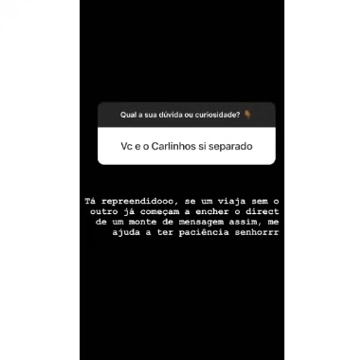 Qual a sua dúvida ou curiosidade? 👇🏾
Vc e o Carlinhos si separado
Tá repreendidooo, se um viaja sem o
outro já começam a encher o direct
de um monte de mensagem assim, me
ajuda a ter paciência senhorrr